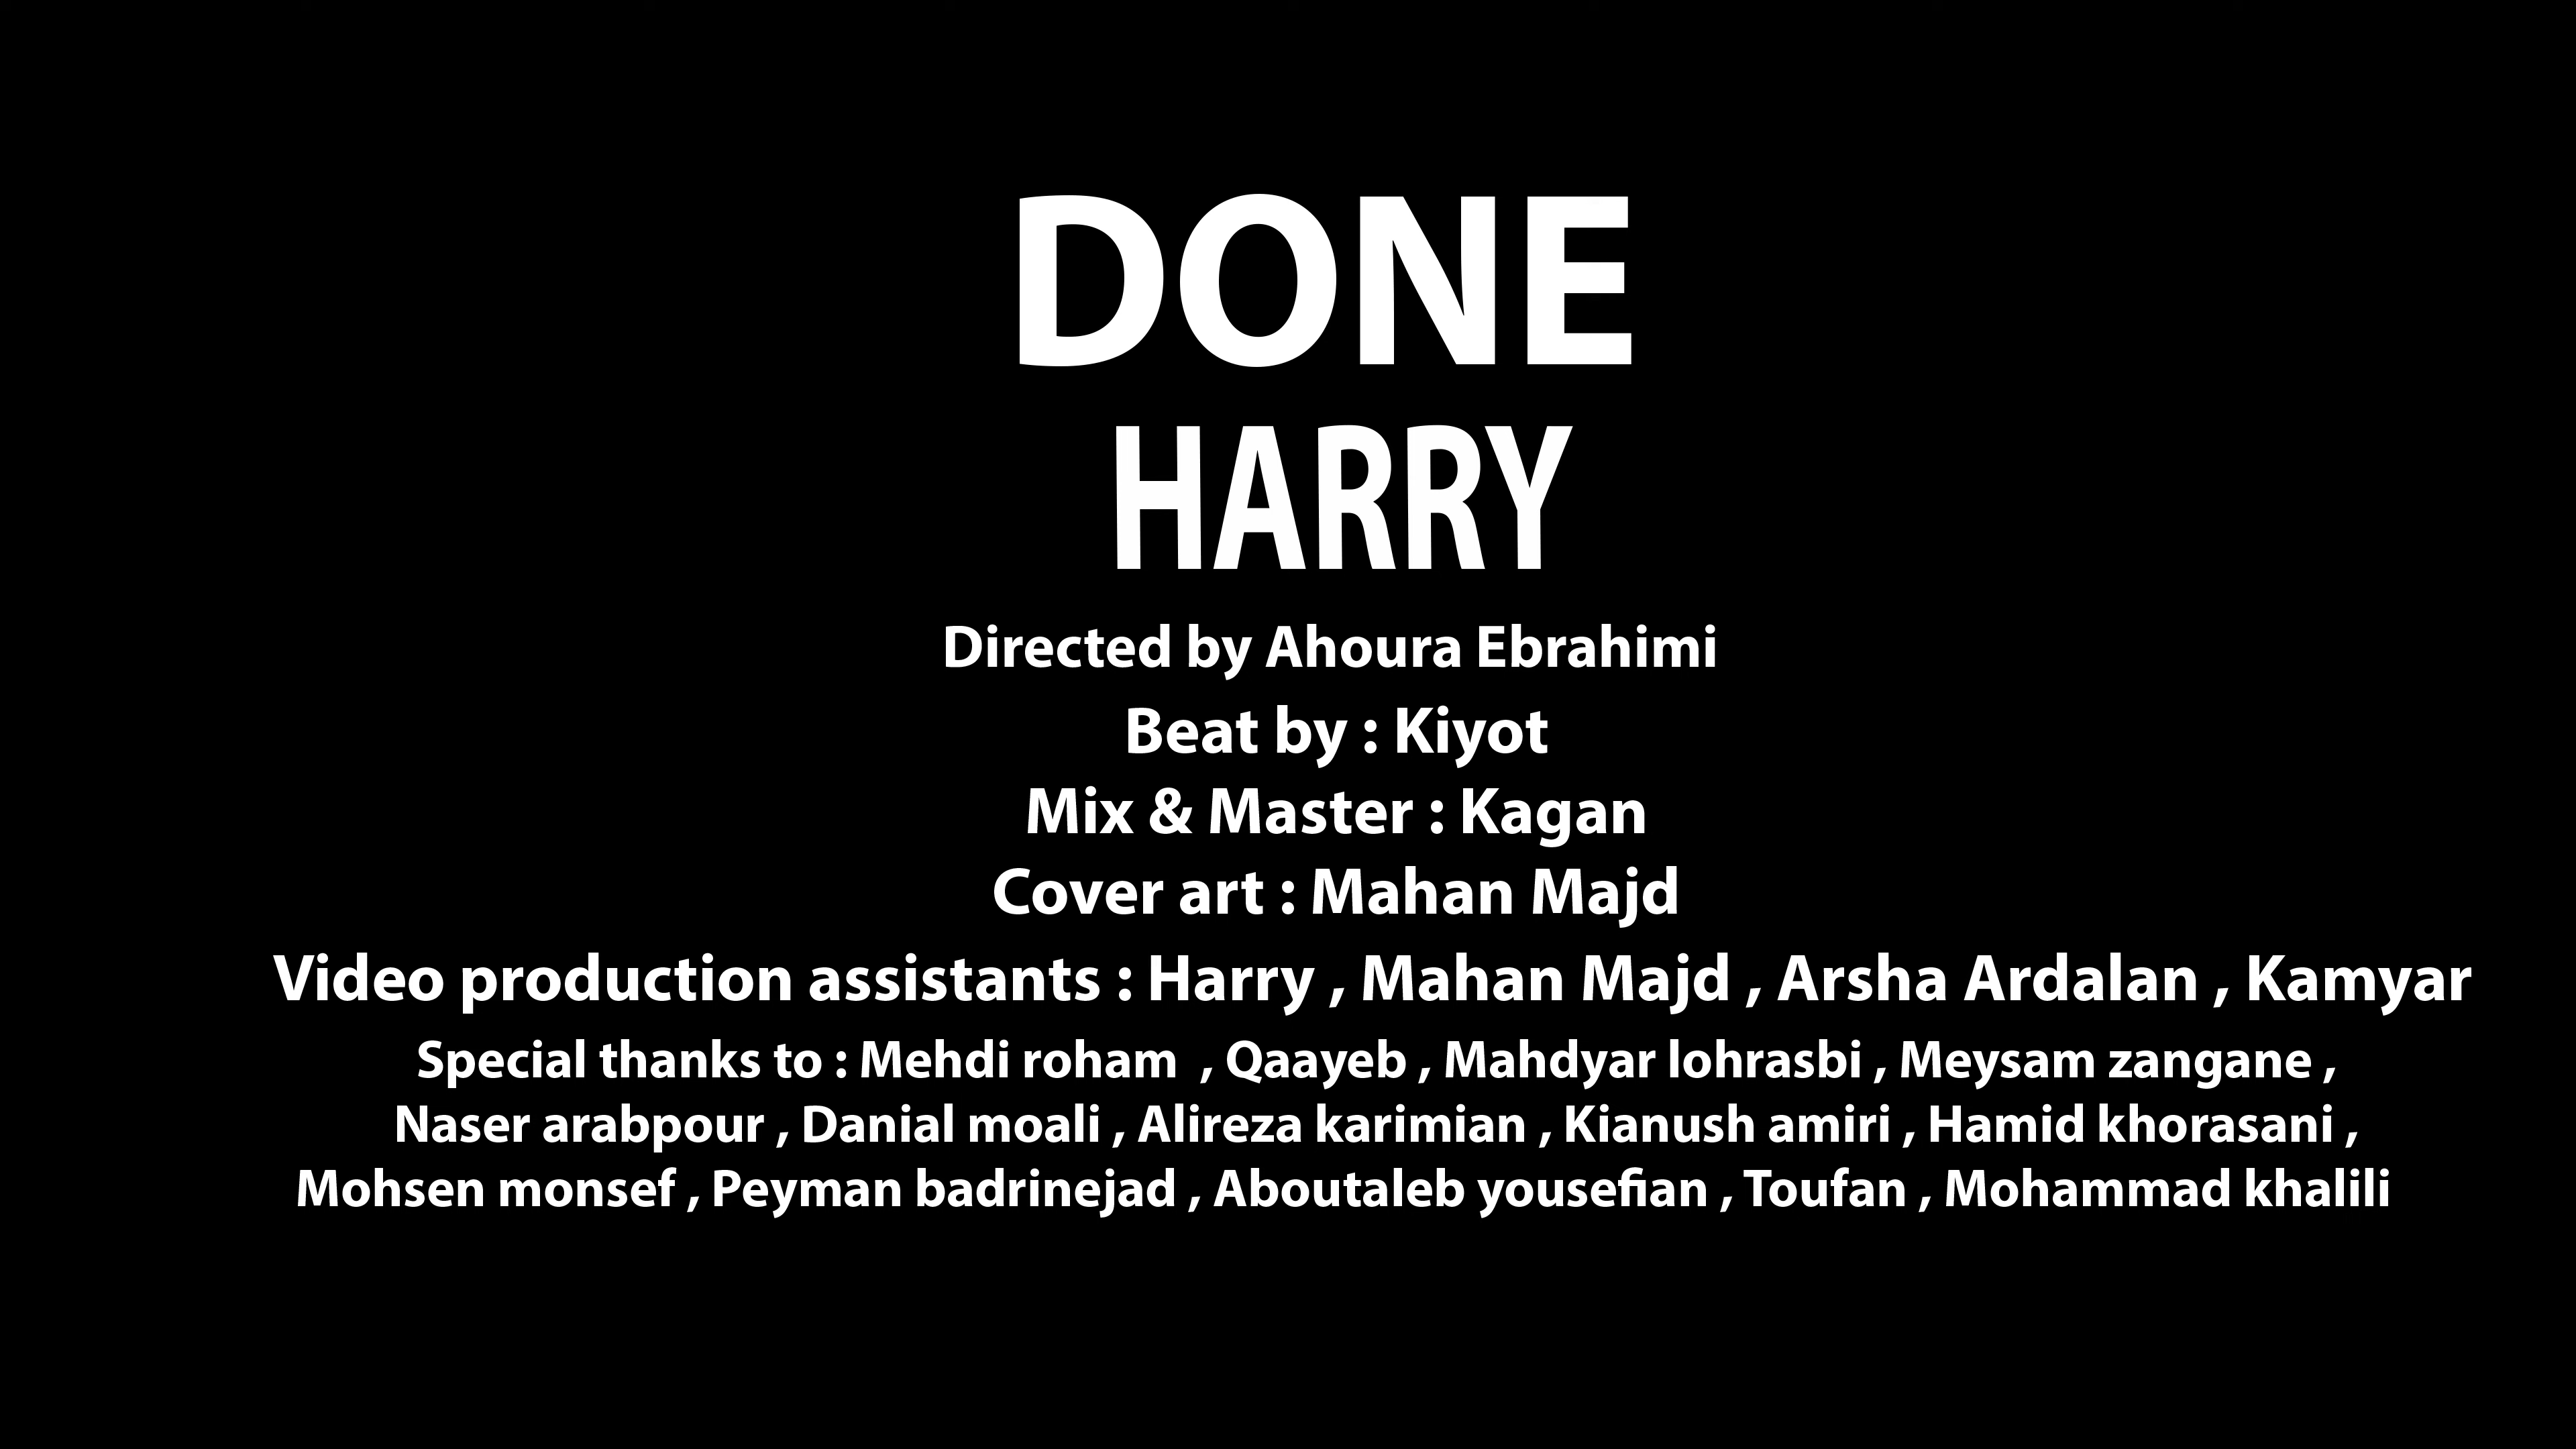 DONE
HARRY
Directed by Ahoura Ebrahimi
Beat by : Kiyot
Mix & Master : Kagan
Cover art : Mahan Majd
Video production assistants : Harry , Mahan Majd , Arsha Ardalan , Kamyar
Special thanks to : Mehdi roham  , Qaayeb , Mahdyar lohrasbi , Meysam zangane ,
Naser arabpour , Danial moali , Alireza karimian , Kianush amiri , Hamid khorasani ,
Mohsen monsef , Peyman badrinejad , Aboutaleb yousefian , Toufan , Mohammad khalili